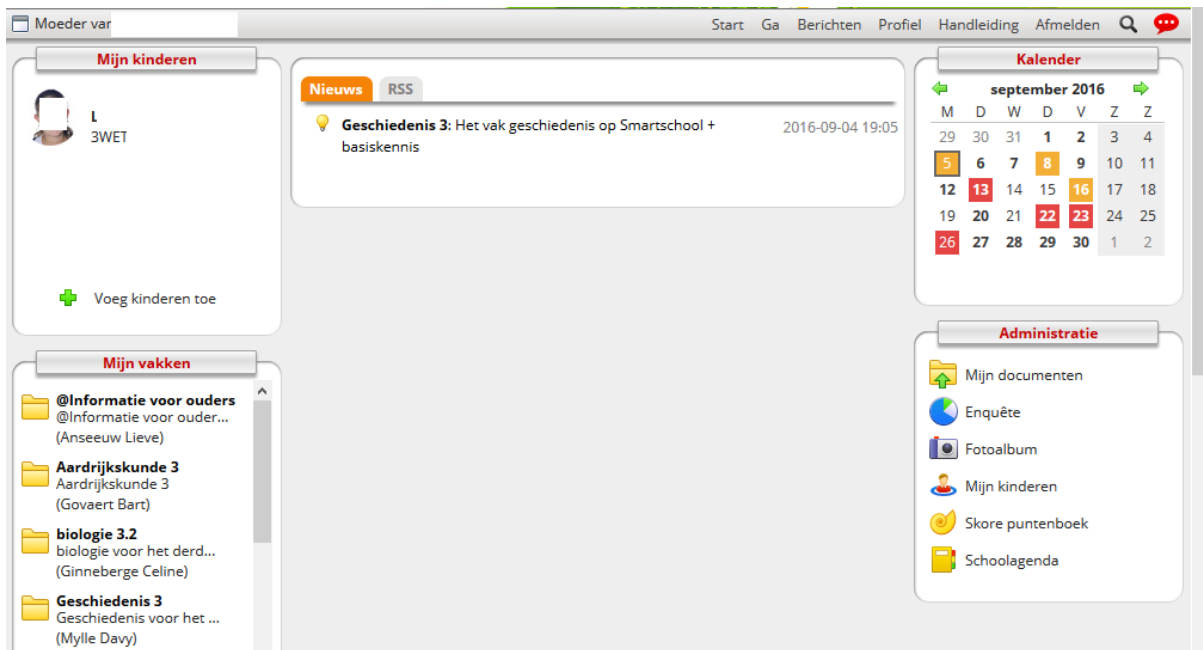 Moeder van
Start Ga Berichten Profiel Handleiding Afmelden
Mijn kinderen
L
3WET
Voeg kinderen toe
Mijn vakken
@Informatie voor ouders
@Informatie voor ouder...
(Anseeuw Lieve)
Aardrijkskunde 3
Aardrijkskunde 3
(Govaert Bart)
biologie 3.2
biologie voor het derd...
(Ginneberge Celine)
Geschiedenis 3
Geschiedenis voor het ...
(Mylle Davy)
Nieuws RSS
Geschiedenis 3: Het vak geschiedenis op Smartschool + 2016-09-04 19:05
basiskennis
Kalender
september 2016
M D W D V Z Z
29 30 31 1 2 3 4
5 6 7 8 9 10 11
12 13 14 15 16 17 18
19 20 21 22 23 24 25
26 27 28 29 30 1 2
Administratie
Mijn documenten
Enquête
Fotoalbum
Mijn kinderen
Skore puntenboek
Schoolagenda